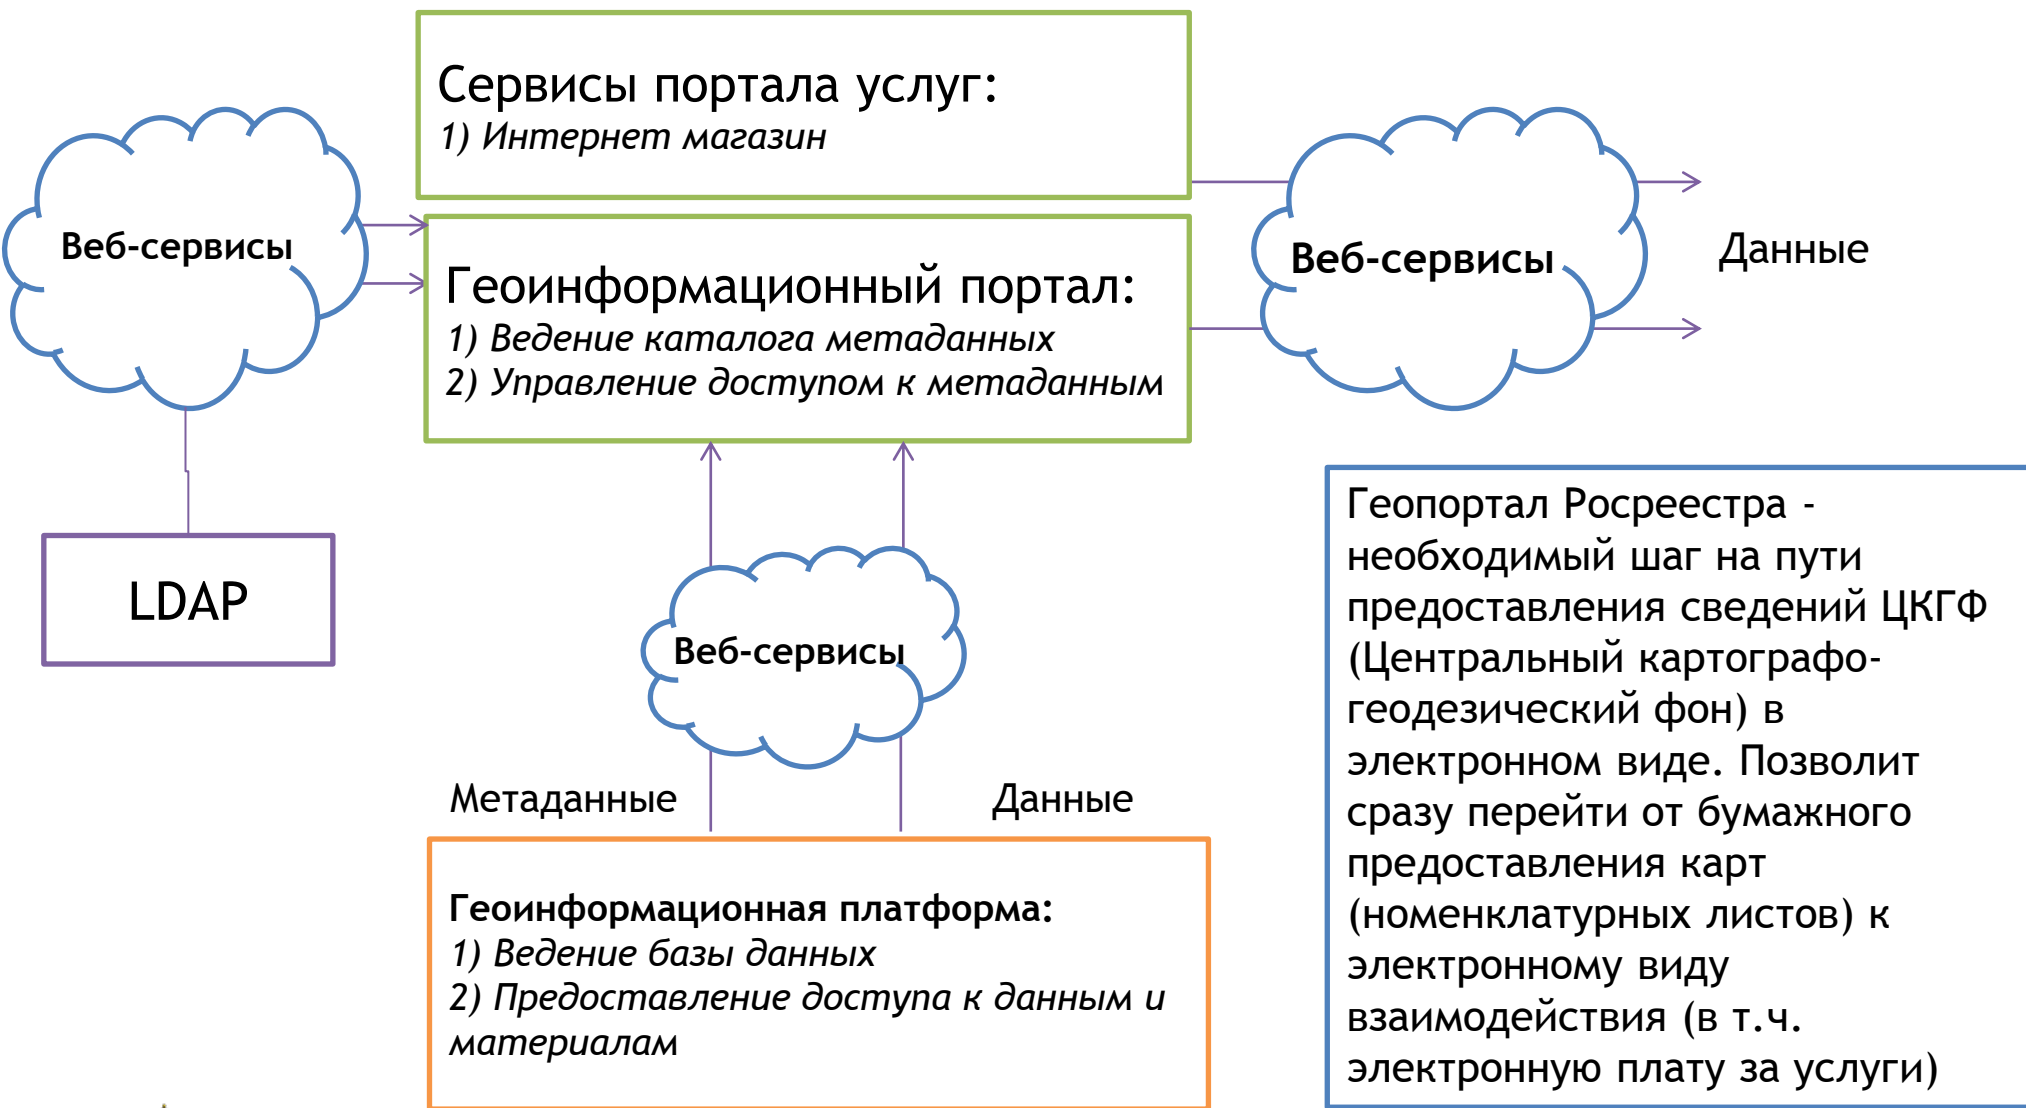 Сервисы портала услуг:
1) Интернет магазин
Веб-сервисы
Геоинформационный портал:
1) Ведение каталога метаданных
2) Управление доступом к метаданным
Веб-сервисы
Данные
LDAP
Веб-сервисы
Метаданные
Данные
Геоинформационная платформа:
1) Ведение базы данных
2) Предоставление доступа к данным и
материалам
Геопортал Росреестра -
необходимый шаг на пути
предоставления сведений ЦКГФ
(Центральный картографо-
геодезический фон) в
электронном виде. Позволит
сразу перейти от бумажного
предоставления карт
(номенклатурных листов) к
электронному виду
взаимодействия (в т.ч.
электронную плату за услуги)